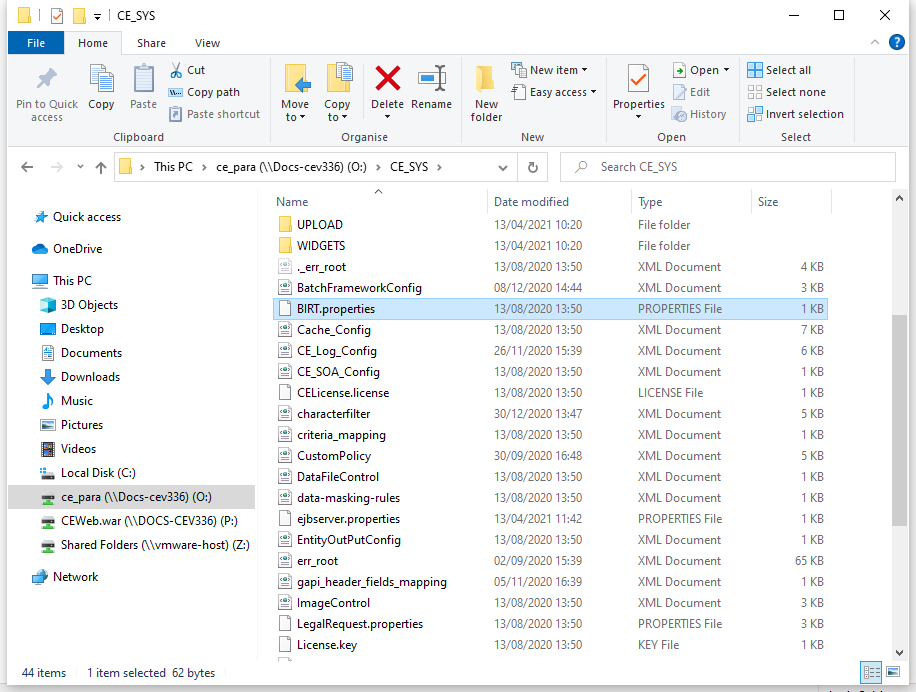 CE_SYS
File Home Share View
Pin to Quick access
Copy
Paste
Cut
Copy path
Paste shortcut
Clipboard
Move to
Copy to
Delete
Rename
Organise
New folder
New item
Easy access
New
Properties
Open
Edit
History
Open
Select all
Select none
Invert selection
Select
This PC > ce_para (\\Docs-cev336) (O:) > CE_SYS >
Search CE_SYS
Quick access
OneDrive
This PC
3D Objects
Desktop
Documents
Downloads
Music
Pictures
Videos
Local Disk (C:)
ce_para (\\Docs-cev336) (O:)
CEWeb.war (\\DOCS-CEV336) (P:)
Shared Folders (\\vmware-host) (Z:)
Network
Name Date modified Type Size
UPLOAD 13/04/2021 10:20 File folder
WIDGETS 13/04/2021 10:20 File folder
._err_root 13/08/2020 13:50 XML Document 4 KB
BatchFrameworkConfig 08/12/2020 14:44 XML Document 3 KB
BIRT.properties 13/08/2020 13:50 PROPERTIES File 1 KB
Cache_Config 13/08/2020 13:50 XML Document 7 KB
CE_Log_Config 26/11/2020 15:39 XML Document 6 KB
CE_SOA_Config 13/08/2020 13:50 XML Document 1 KB
CELicense.license 13/08/2020 13:50 LICENSE File 1 KB
characterfilter 30/12/2020 13:47 XML Document 5 KB
criteria_mapping 13/08/2020 13:50 XML Document 1 KB
CustomPolicy 30/09/2020 16:48 XML Document 5 KB
DataFileControl 13/08/2020 13:50 XML Document 1 KB
data-masking-rules 13/08/2020 13:50 XML Document 1 KB
ejbserver.properties 13/04/2021 11:42 PROPERTIES File 1 KB
EntityOutPutConfig 13/08/2020 13:50 XML Document 1 KB
err_root 02/09/2020 15:39 XML Document 65 KB
gapi_header_fields_mapping 05/11/2020 16:39 XML Document 1 KB
ImageControl 13/08/2020 13:50 XML Document 3 KB
LegalRequest.properties 13/08/2020 13:50 PROPERTIES File 3 KB
License.key 13/08/2020 13:50 KEY File 1 KB
44 items 1 item selected 62 bytes